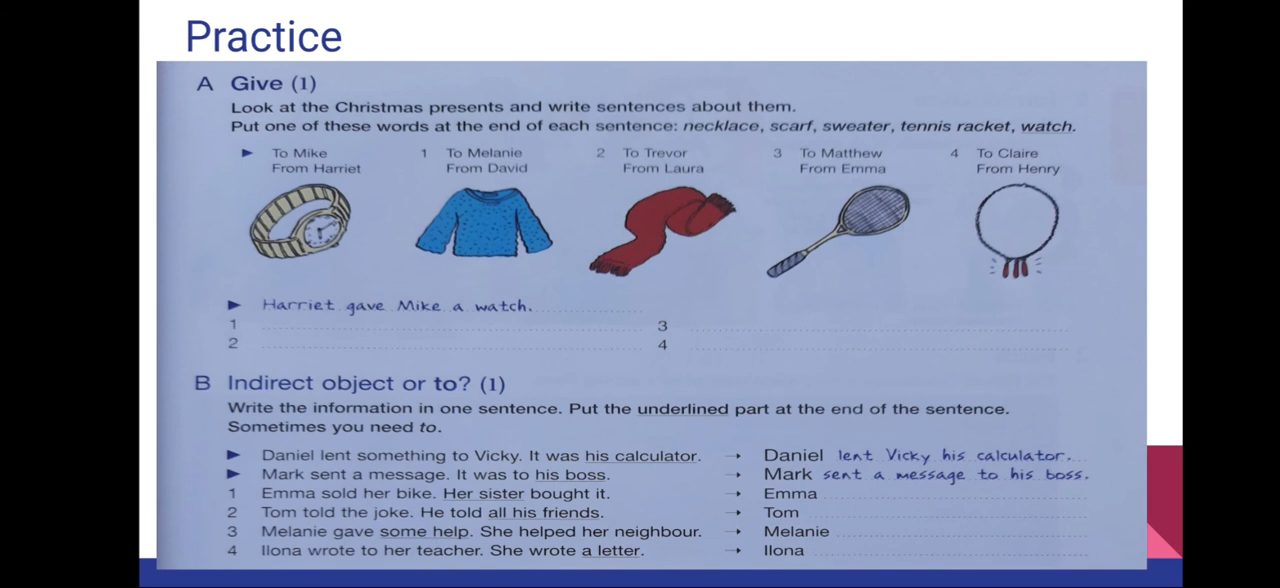 Practice
A Give (1)
Look at the Christmas presents and write sentences about them.
Put one of these words at the end of each sentence: necklace, scarf, sweater, tennis racket, watch.
► To Mike 1 To Melanie 2 To Trevor 3 To Matthew 4 To Claire
From Harriet From David From Laura From Emma From Henry
► Harriet gave Mike a watch.
1 3
2 4
B Indirect object or to? (1)
Write the information in one sentence. Put the underlined part at the end of the sentence.
Sometimes you need to.
► Daniel lent something to Vicky. It was his calculator. → Daniel lent Vicky his calculator.
► Mark sent a message. It was to his boss. → Mark sent a message to his boss.
1 Emma sold her bike. Her sister bought it. → Emma
2 Tom told the joke. He told all his friends. → Tom
3 Melanie gave some help. She helped her neighbour. → Melanie
4 Ilona wrote to her teacher. She wrote a letter. → Ilona